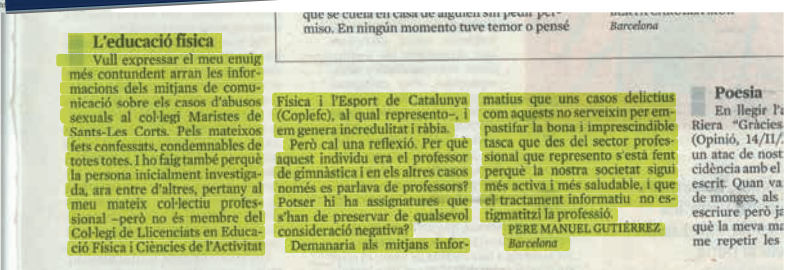 que se cuela en casa de alguien sin pedir per-
miso. En ningún momento tuve temor o pensé
Barcelona
L'educació física
Vull expressar el meu enuig
més contundent arran les infor-
macions dels mitjans de comu-
nicació sobre els casos d'abusos
sexuals al col·legi Maristes de
Sants-Les Corts. Pels mateixos
fets confessats, condemnables de
totes totes. I ho faig també perquè
la persona inicialment investiga-
da, ara entre d'altres, pertany al
meu mateix col·lectiu profes-
sional –però no és membre del
Col·legi de Llicenciats en Educa-
ció Física i Ciències de l'Activitat
Física i l'Esport de Catalunya
(Coplefc), al qual represento–, i
em genera incredulitat i ràbia.
Però cal una reflexió. Per què
aquest individu era el professor
de gimnàstica i en els altres casos
només es parlava de professors?
Potser hi ha assignatures que
s'han de preservar de qualsevol
consideració negativa?
Demanaria als mitjans infor-
matius que uns casos delictius
com aquests no serveixin per em-
pastifar la bona i imprescindible
tasca que des del sector profes-
sional que represento s'està fent
perquè la nostra societat sigui
més activa i més saludable, i que
el tractament informatiu no es-
tigmatitzi la professió.
PERE MANUEL GUTIÉRREZ
Barcelona
Poesia
En llegir
Riera "Gràcies
(Opinió, 14/II/
un atac de nost
cidència amb el
escrit. Quan va
de monges, als
escriure però
què la meva
me repetir les